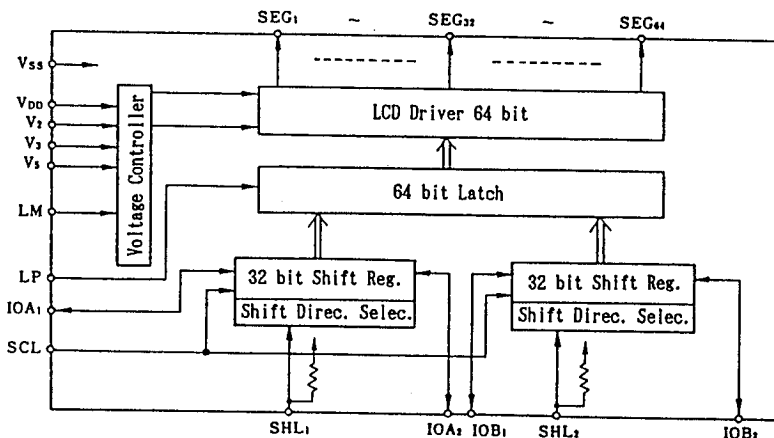 SEG1 ~ SEG32 ~ SEG64
VSS
VDD
V2
V3
V5
LM
LP
IOA1
SCL
Voltage Controller
LCD Driver 64 bit
64 bit Latch
32 bit Shift Reg.
Shift Direc. Selec.
32 bit Shift Reg.
Shift Direc. Selec.
SHL1 IOA2 IOB1 SHL2 IOB2